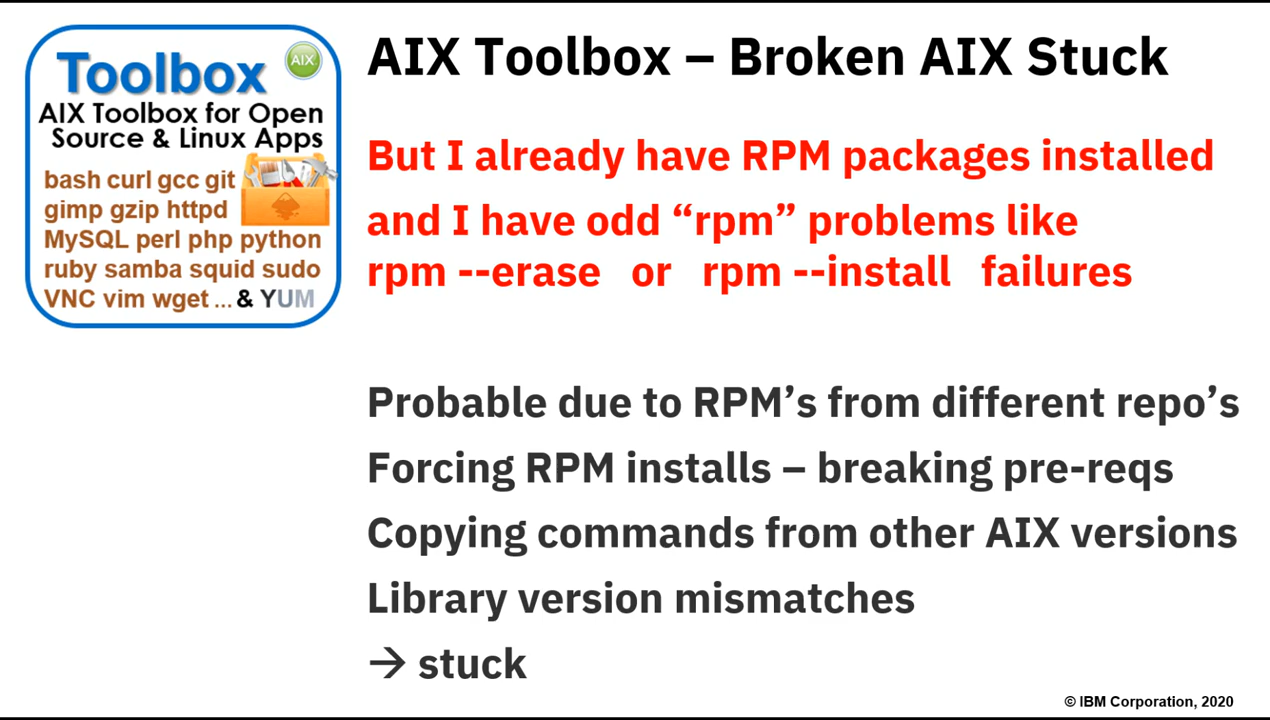 Toolbox
AIX
AIX Toolbox for Open
Source & Linux Apps
bash curl gcc git
gimp gzip httpd
MySQL perl php python
ruby samba squid sudo
VNC vim wget ... & YUM
AIX Toolbox – Broken AIX Stuck
But I already have RPM packages installed
and I have odd “rpm” problems like
rpm --erase or rpm --install failures
Probable due to RPM’s from different repo’s
Forcing RPM installs – breaking pre-reqs
Copying commands from other AIX versions
Library version mismatches
→ stuck
© IBM Corporation, 2020